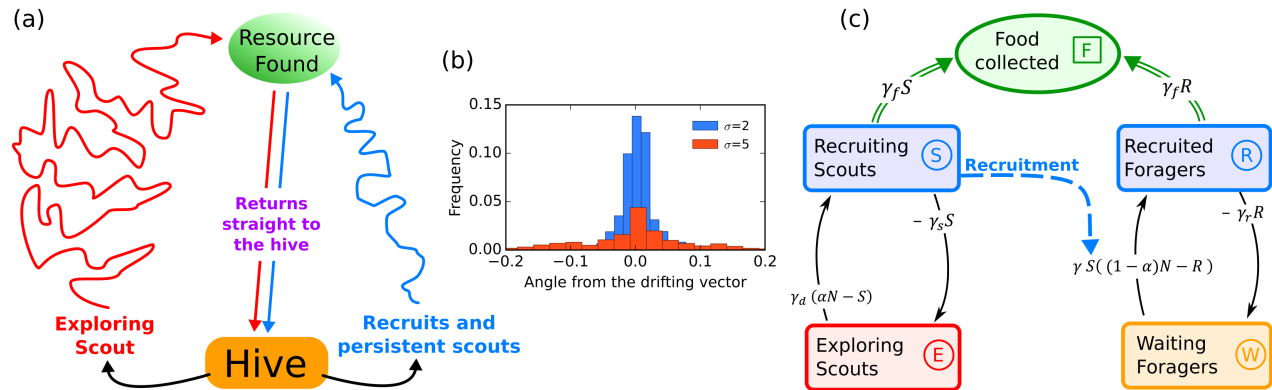 (a)
Resource
Found
Returns
straight to
the hive
Exploring
Scout
Recruits and
persistent scouts
Hive
(b)
0.15
0.10
0.05
0.00
Frequency
σ=2
σ=5
−0.2
−0.1
0.0
0.1
0.2
Angle from the drifting vector
(c)
Food
collected
F
γ_f S
γ_f R
Recruiting
Scouts
S
Recruitment
Recruited
Foragers
R
− γ_s S
− γ_r R
γ S((1 − α)N − R )
γ_d (αN − S)
Exploring
Scouts
E
Waiting
Foragers
W